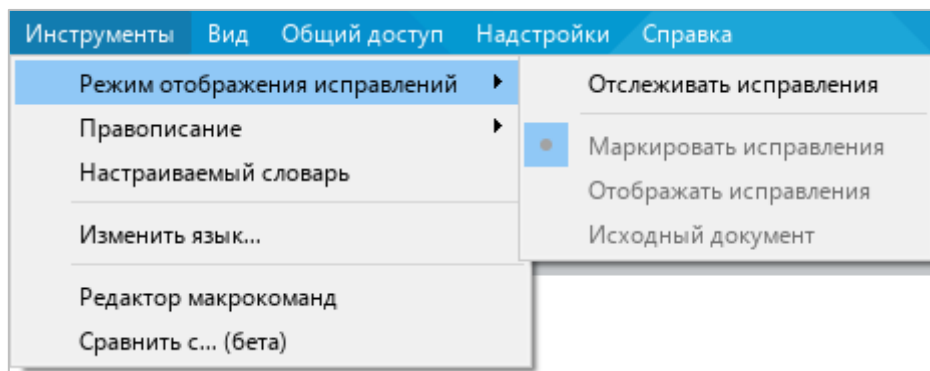 Инструменты Вид Общий доступ Надстройки Справка
Режим отображения исправлений
Правописание
Настраиваемый словарь
Изменить язык...
Редактор макрокоманд
Сравнить с... (бета)
Отслеживать исправления
Маркировать исправления
Отображать исправления
Исходный документ